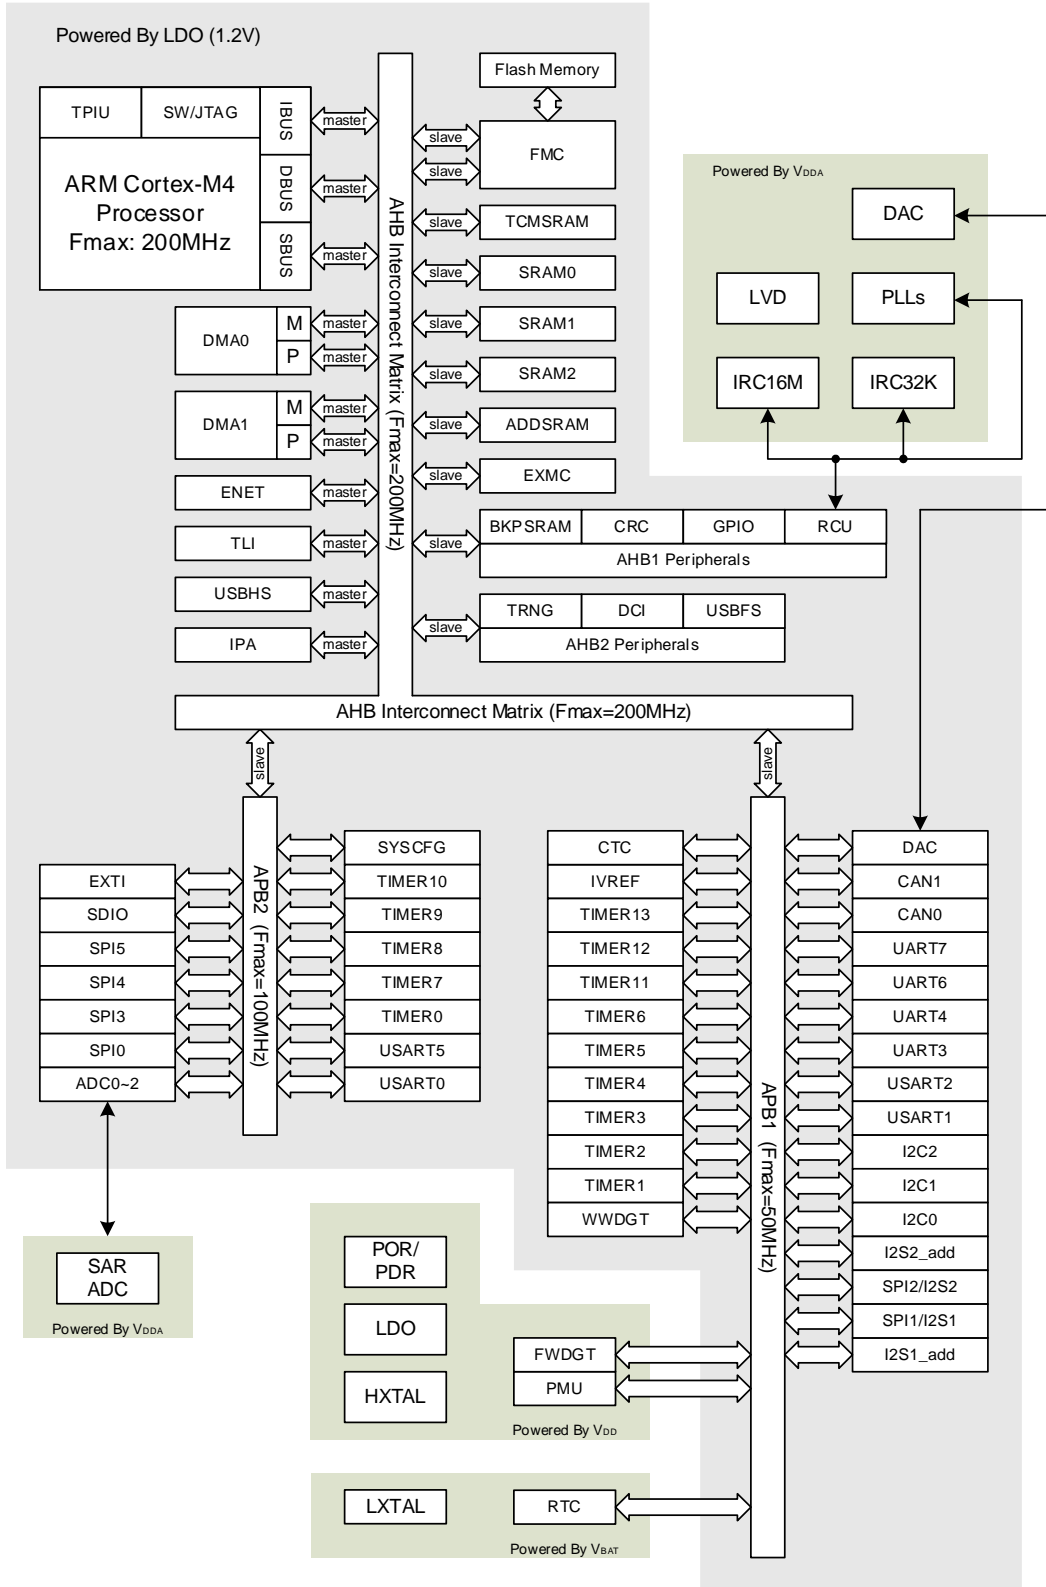 Powered By LDO (1.2V)
TPIU
SW/JTAG
IBUS
DBUS
SBUS
ARM Cortex-M4
Processor
Fmax: 200MHz
master
master
master
DMA0
M
P
master
master
DMA1
M
P
master
master
ENET
master
TLI
master
USBHS
master
IPA
master
AHB Interconnect Matrix (Fmax=200MHz)
Flash Memory
slave
slave
FMC
slave
TCMSRAM
slave
SRAM0
slave
SRAM1
slave
SRAM2
slave
ADDSRAM
slave
EXMC
slave
BKPSRAM
CRC
GPIO
RCU
AHB1 Peripherals
slave
TRNG
DCI
USBFS
AHB2 Peripherals
Powered By VDDA
DAC
LVD
PLLs
IRC16M
IRC32K
AHB Interconnect Matrix (Fmax=200MHz)
slave
slave
EXTI
SDIO
SPI5
SPI4
SPI3
SPI0
ADC0~2
APB2 (Fmax=100MHz)
SYSCFG
TIMER10
TIMER9
TIMER8
TIMER7
TIMER0
USART5
USART0
CTC
IVREF
TIMER13
TIMER12
TIMER11
TIMER6
TIMER5
TIMER4
TIMER3
TIMER2
TIMER1
WWDGT
APB1 (Fmax=50MHz)
DAC
CAN1
CAN0
UART7
UART6
UART4
UART3
USART2
USART1
I2C2
I2C1
I2C0
I2S2_add
SPI2/I2S2
SPI1/I2S1
I2S1_add
SAR
ADC
Powered By VDDA
POR/
PDR
LDO
HXTAL
FWDGT
PMU
Powered By VDD
LXTAL
RTC
Powered By VBAT